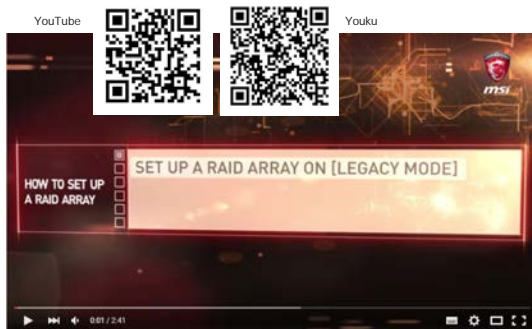 YouTube
Youku
msi
SET UP A RAID ARRAY ON [LEGACY MODE]
HOW TO SET UP
A RAID ARRAY
0:01 / 2:41